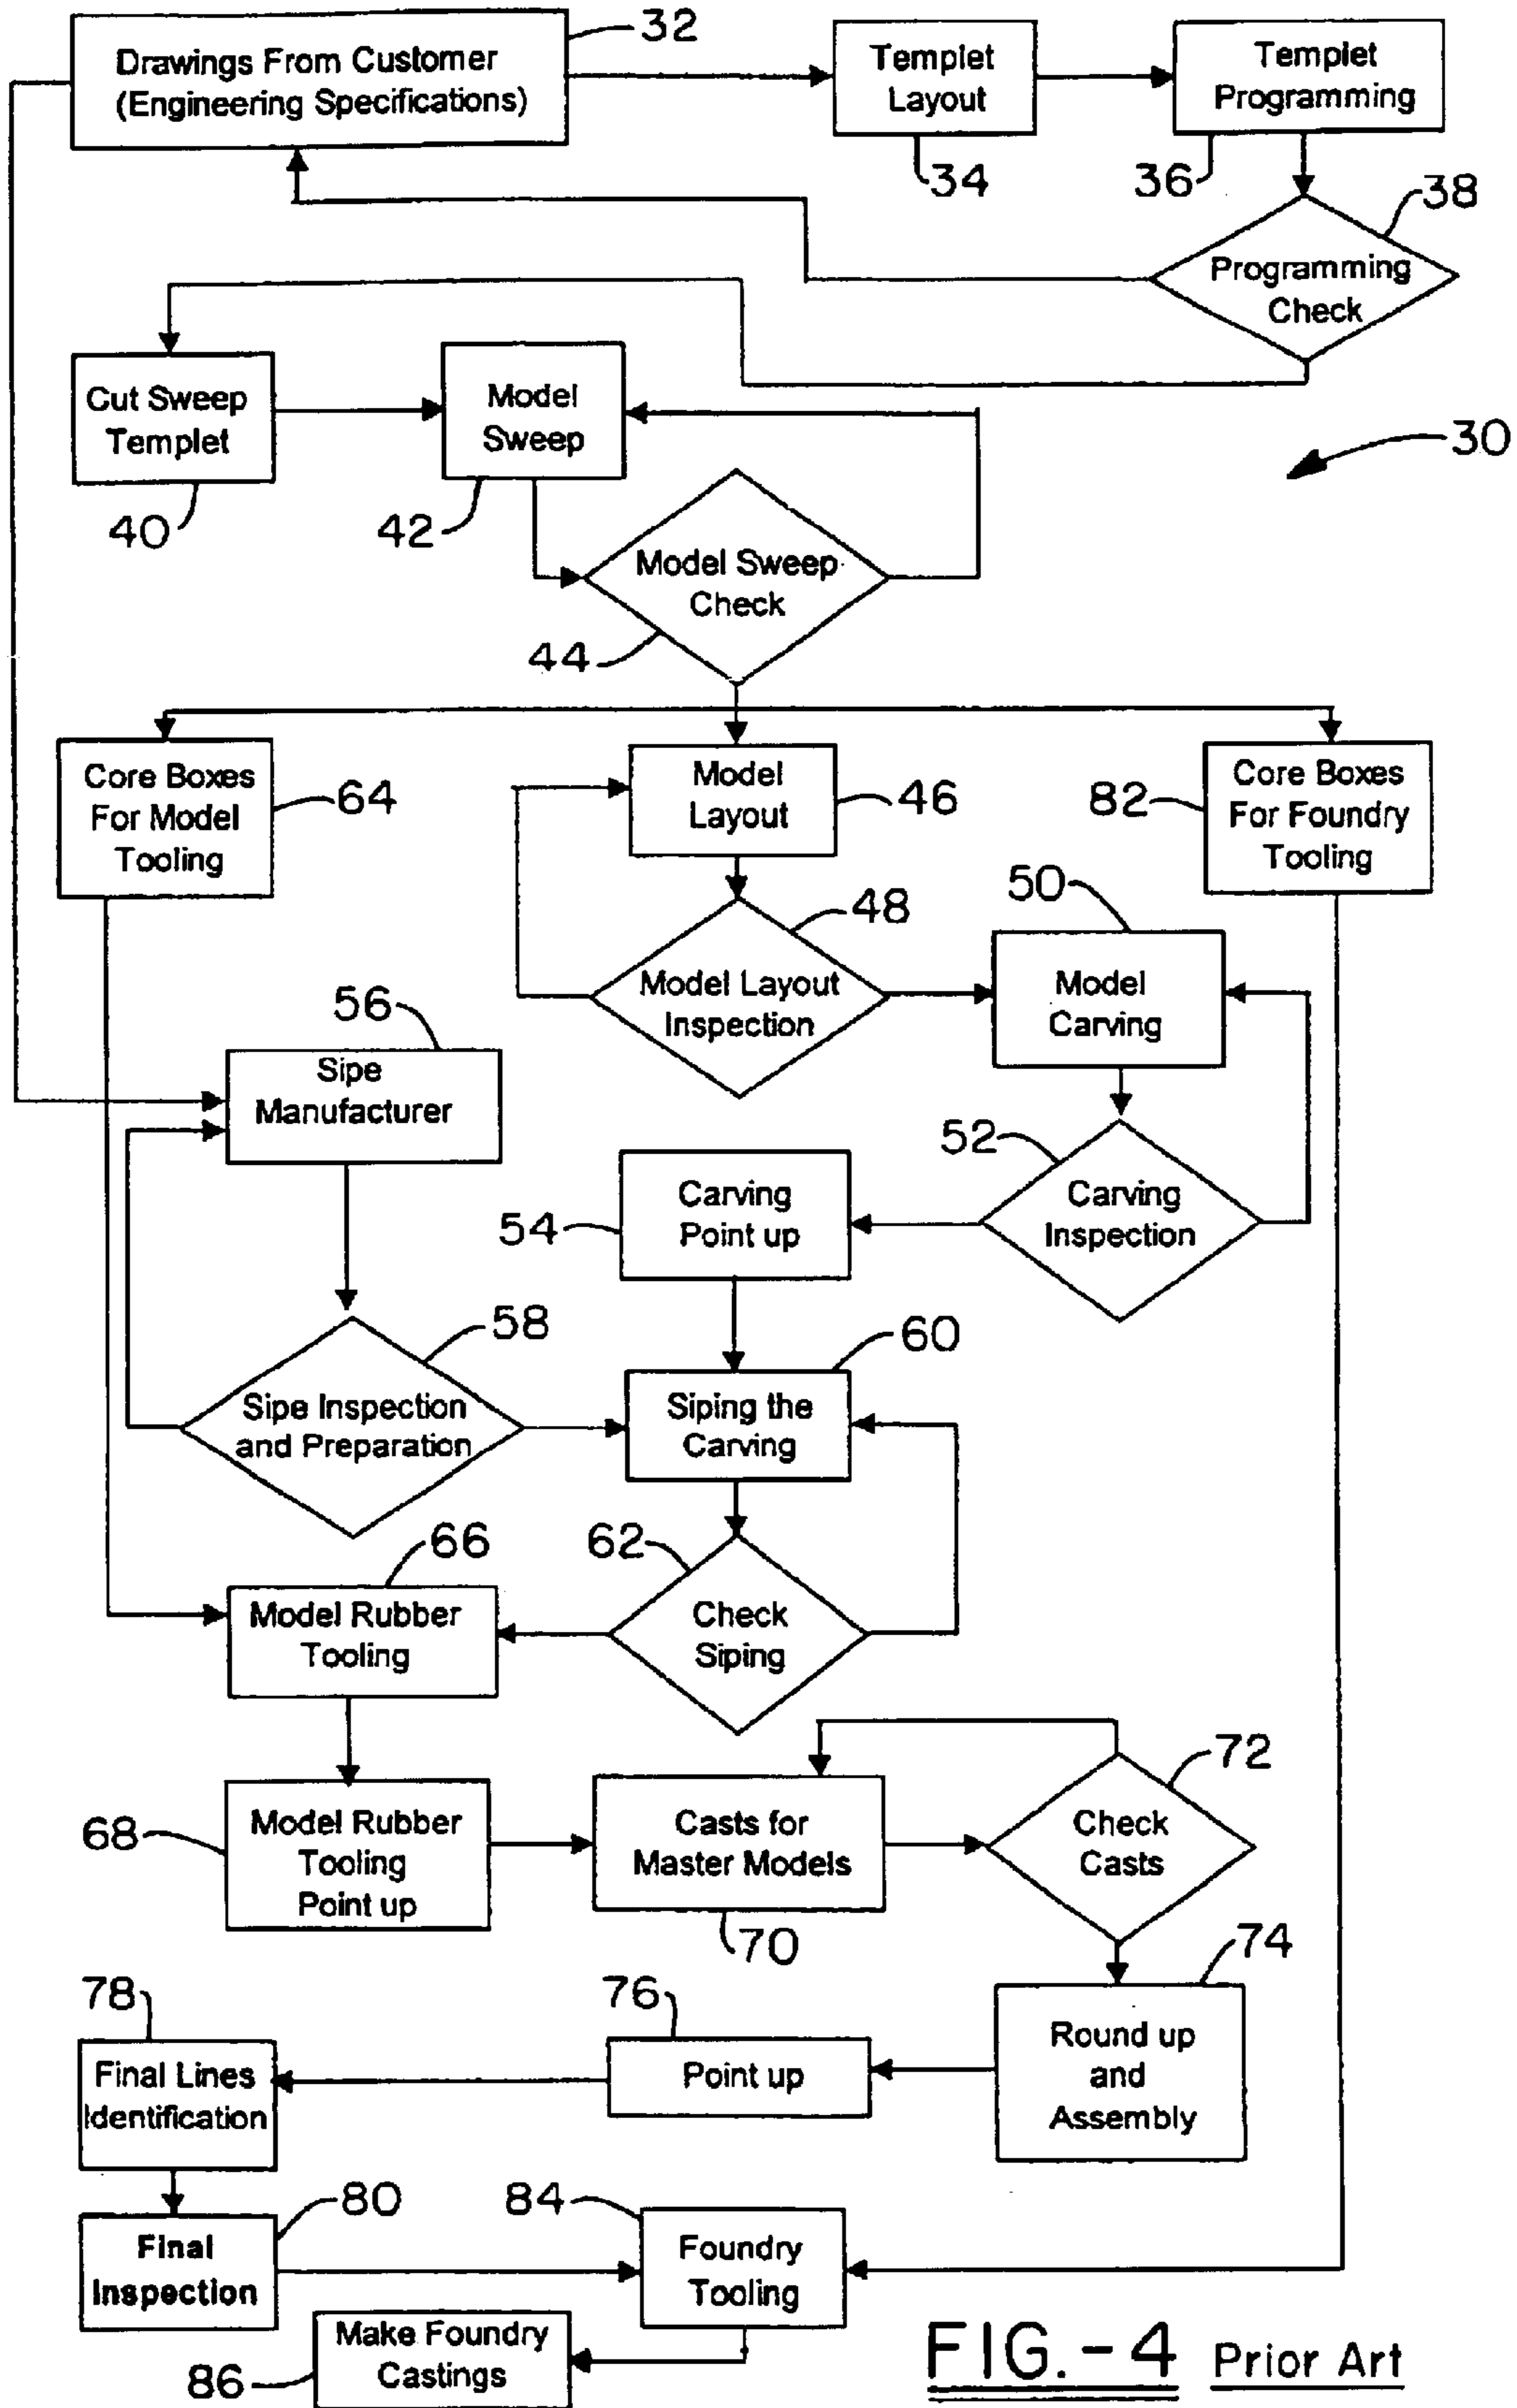 32
Drawings From Customer
(Engineering Specifications)
Templet
Layout
34
Templet
Programming
36
38
Programming
Check
Cut Sweep
Templet
40
Model
Sweep
42
30
Model Sweep
Check
44
Core Boxes
For Model
Tooling
64
Model
Layout
46
82
Core Boxes
For Foundry
Tooling
48
Model Layout
Inspection
50
Model
Carving
56
Sipe
Manufacturer
52
Carving
Inspection
Carving
Point up
54
58
Sipe Inspection
and Preparation
60
Siping the
Carving
66
Model Rubber
Tooling
62
Check
Siping
68
Model Rubber
Tooling
Point up
Casts for
Master Models
70
72
Check
Casts
74
Round up
and
Assembly
76
Point up
78
Final Lines
Identification
80
Final
Inspection
84
Foundry
Tooling
Make Foundry
Castings
86
FIG.-4 Prior Art